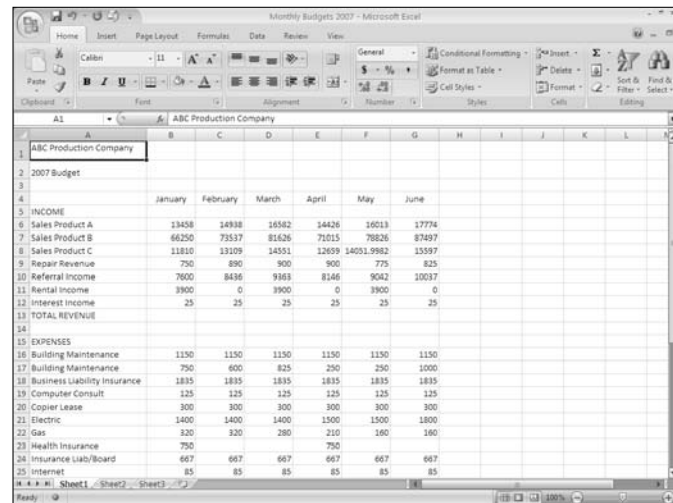 Monthly Budgets 2007 - Microsoft Excel
Home Insert Page Layout Formulas Data Review View
Paste
Calibri 11 A A
B I U A
General
$ % ,
Conditional Formatting
Format as Table
Cell Styles
Insert
Delete
Format
Σ
Sort & Filter
Find & Select
Clipboard Font Alignment Number Styles Cells Editing
A1 fx ABC Production Company
A B C D E F G H I J K L
1 ABC Production Company
2 2007 Budget
3
4 January February March April May June
5 INCOME
6 Sales Product A 13458 14938 16582 14426 16013 17774
7 Sales Product B 66250 73537 81626 71015 78826 87497
8 Sales Product C 11810 13109 14551 12659 14051.9982 15597
9 Repair Revenue 750 890 900 900 775 825
10 Referral Income 7600 8436 9363 8146 9042 10037
11 Rental Income 3900 0 3900 0 3900 0
12 Interest Income 25 25 25 25 25 25
13 TOTAL REVENUE
14
15 EXPENSES
16 Building Maintenance 1150 1150 1150 1150 1150 1150
17 Building Maintenance 750 600 825 250 250 1000
18 Business Liability Insurance 1835 1835 1835 1835 1835 1835
19 Computer Consult 125 125 125 125 125 125
20 Copier Lease 300 300 300 300 300 300
21 Electric 1400 1400 1400 1500 1500 1800
22 Gas 320 320 280 210 160 160
23 Health Insurance 750 750
24 Insurance Liab/Board 667 667 667 667 667 667
25 Internet 85 85 85 85 85 85
Sheet1 Sheet2 Sheet3
Ready 100%